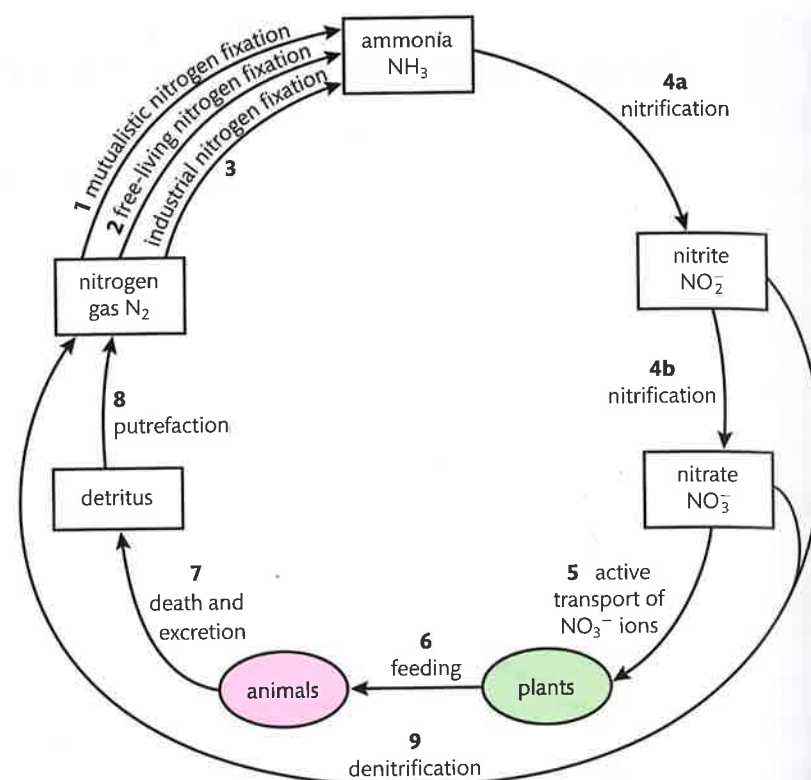 1 mutualistic nitrogen fixation
2 free-living nitrogen fixation
industrial nitrogen fixation
3
ammonia
NH₃
4a
nitrification
nitrite
NO₂⁻
4b
nitrification
nitrate
NO₃⁻
5 active
transport of
NO₃⁻ ions
plants
6
feeding
animals
7
death and
excretion
detritus
8
putrefaction
nitrogen
gas N₂
9
denitrification